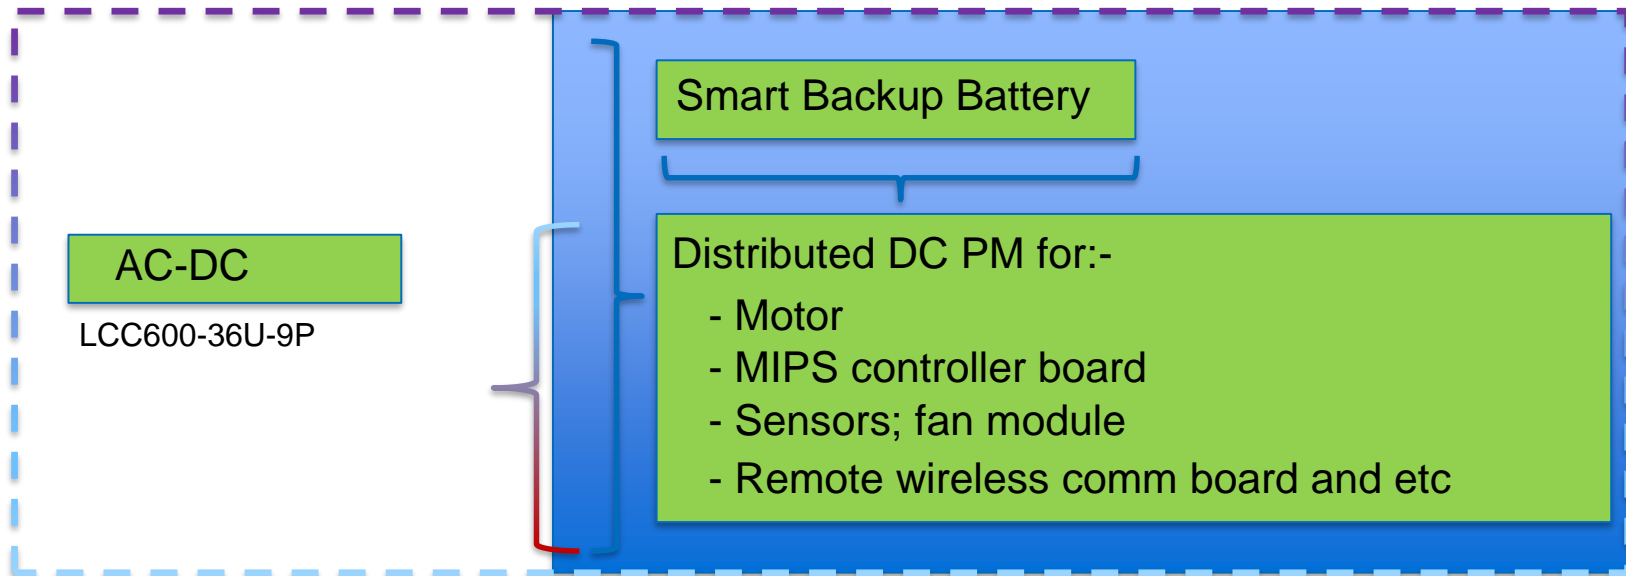 Smart Backup Battery
AC-DC
LCC600-36U-9P
Distributed DC PM for:-
- Motor
- MIPS controller board
- Sensors; fan module
- Remote wireless comm board and etc